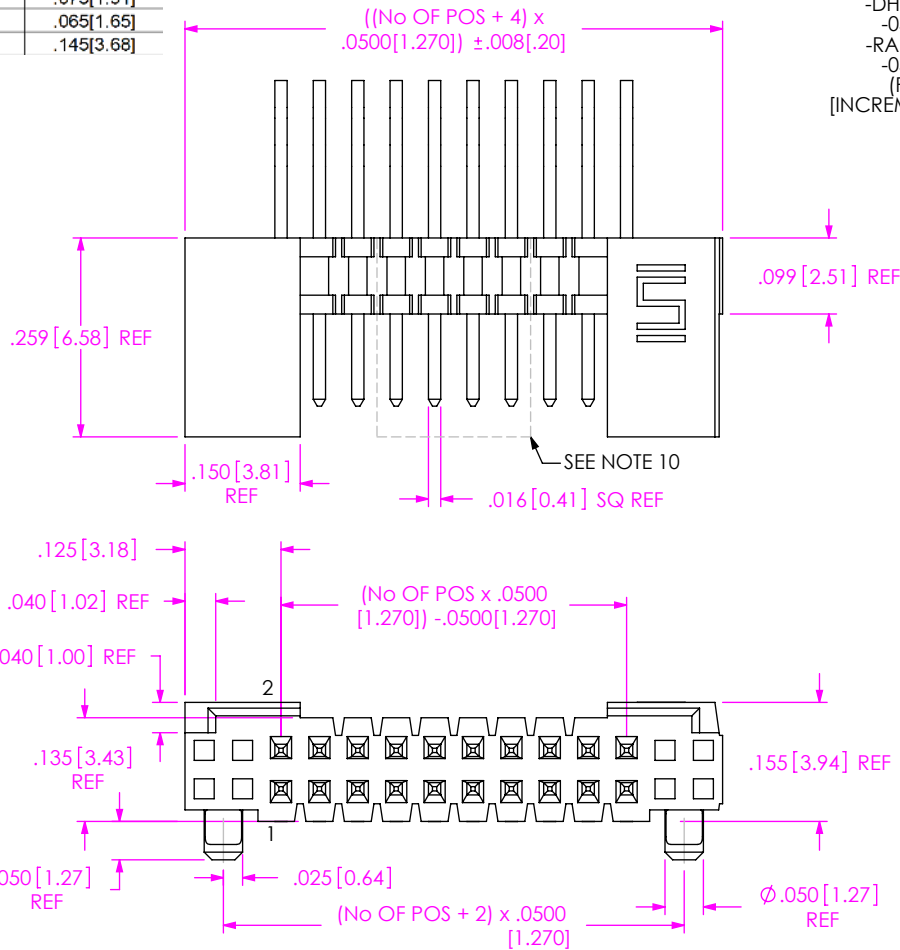 .065[1.65]
.145[3.68]
((No OF POS + 4) x
.0500[1.270]) ±.008[.20]
-DH
-0
-RA
-0
[INCREM
.099[2.51] REF
.259[6.58] REF
.150[3.81]
REF
SEE NOTE 10
.016[0.41] SQ REF
.125[3.18]
.040[1.02] REF
(No OF POS x .0500
[1.270]) -.0500[1.270]
040[1.00] REF
2
.135[3.43]
REF
.155[3.94] REF
1
050[1.27]
REF
.025[0.64]
(No OF POS + 2) x .0500
[1.270]
Ø.050[1.27]
REF